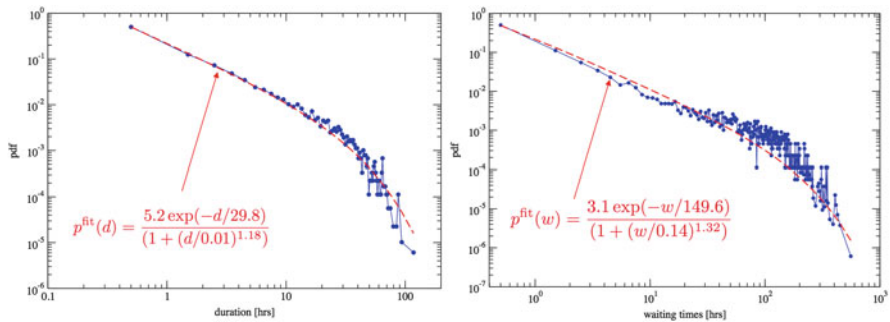 10^0
10^-1
10^-2
10^-3
10^-4
10^-5
10^-6
pdf
p^fit(d) = 5.2 exp(−d/29.8) / (1 + (d/0.01)^1.18)
0.1 1 10 100
duration [hrs]
10^0
10^-1
10^-2
10^-3
10^-4
10^-5
10^-6
10^-7
pdf
p^fit(w) = 3.1 exp(−w/149.6) / (1 + (w/0.14)^1.32)
10^0 10^1 10^2 10^3
waiting times [hrs]